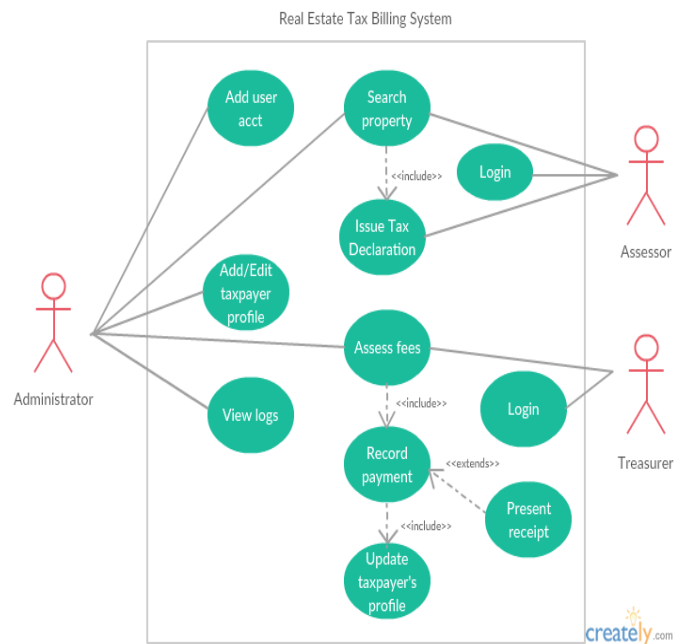 Real Estate Tax Billing System
Add user
acct
Search
property
<<include>>
Login
Issue Tax
Declaration
Assessor
Add/Edit
taxpayer
profile
Administrator
Assess fees
View logs
<<include>>
Login
Record
payment
<<extends>>
Treasurer
Present
receipt
<<include>>
Update
taxpayer's
profile
creately.com